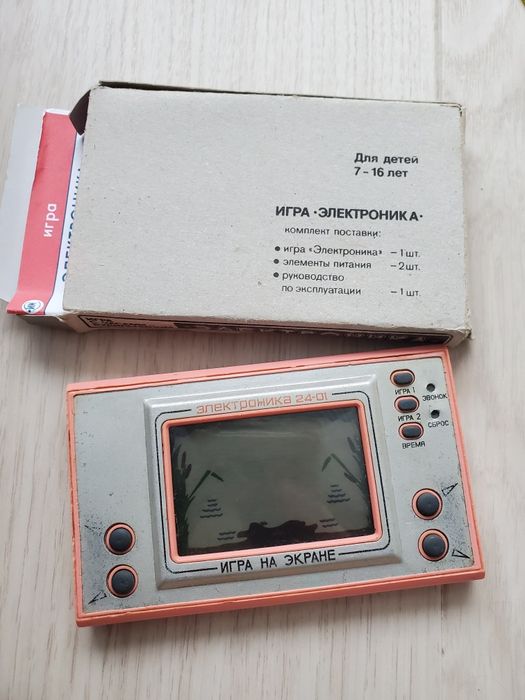 Для детей
7-16 лет
ИГРА·ЭЛЕКТРОНИКА·
комплект поставки:
● игра «Электроника» — 1 шт.
● элементы питания — 2 шт.
● руководство
по эксплуатации — 1 шт.
игра
ЭЛЕКТРОНИКА
электроника 24-01
ИГРА 1
ЗВОНОК
ИГРА 2
СБРОС
ВРЕМЯ
ИГРА НА ЭКРАНЕ